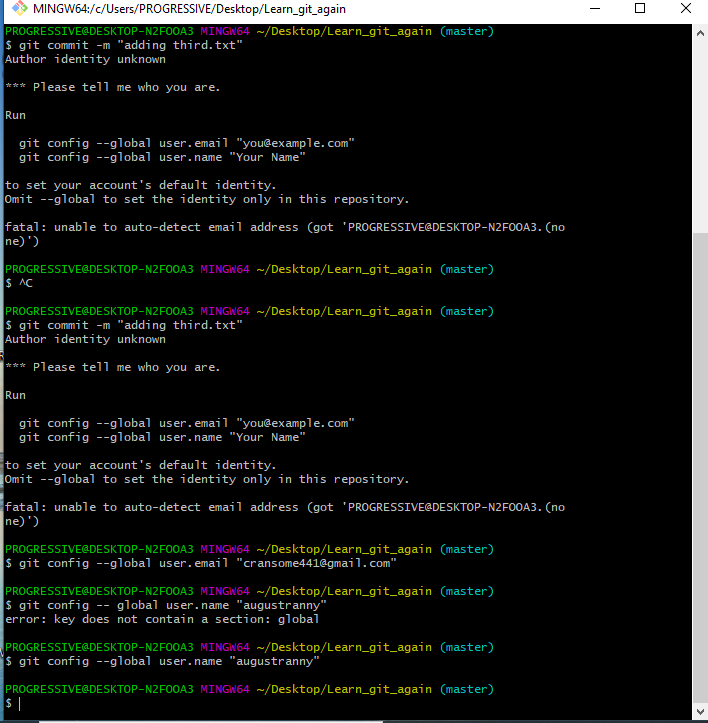 MINGW64:/c/Users/PROGRESSIVE/Desktop/Learn_git_again
PROGRESSIVE@DESKTOP-N2FOOA3 MINGW64 ~/Desktop/Learn_git_again (master)
$ git commit -m "adding third.txt"
Author identity unknown
*** Please tell me who you are.
Run
git config --global user.email "you@example.com"
git config --global user.name "Your Name"
to set your account's default identity.
Omit --global to set the identity only in this repository.
fatal: unable to auto-detect email address (got 'PROGRESSIVE@DESKTOP-N2FOOA3.(no
ne)')
PROGRESSIVE@DESKTOP-N2FOOA3 MINGW64 ~/Desktop/Learn_git_again (master)
$ ^C
PROGRESSIVE@DESKTOP-N2FOOA3 MINGW64 ~/Desktop/Learn_git_again (master)
$ git commit -m "adding third.txt"
Author identity unknown
*** Please tell me who you are.
Run
git config --global user.email "you@example.com"
git config --global user.name "Your Name"
to set your account's default identity.
Omit --global to set the identity only in this repository.
fatal: unable to auto-detect email address (got 'PROGRESSIVE@DESKTOP-N2FOOA3.(no
ne)')
PROGRESSIVE@DESKTOP-N2FOOA3 MINGW64 ~/Desktop/Learn_git_again (master)
$ git config --global user.email "cransome441@gmail.com"
PROGRESSIVE@DESKTOP-N2FOOA3 MINGW64 ~/Desktop/Learn_git_again (master)
$ git config -- global user.name "augustranny"
error: key does not contain a section: global
PROGRESSIVE@DESKTOP-N2FOOA3 MINGW64 ~/Desktop/Learn_git_again (master)
$ git config --global user.name "augustranny"
PROGRESSIVE@DESKTOP-N2FOOA3 MINGW64 ~/Desktop/Learn_git_again (master)
$